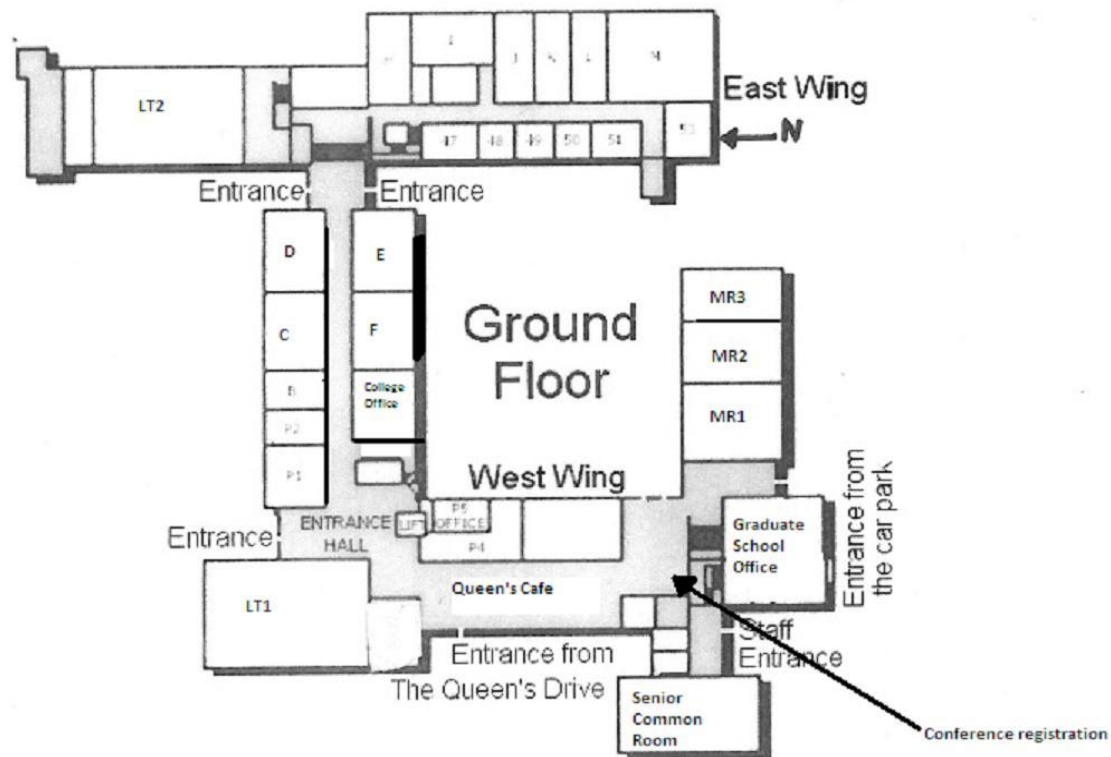 I
J
K
L
M
LT2
East Wing
N
47
48
49
50
51
53
Entrance
Entrance
D
E
MR3
Ground
Floor
C
F
MR2
B
College
Office
MR1
P2
P1
West Wing
Entrance from
the car park
P5
OFFICE
ENTRANCE
HALL
LIFT
Entrance
P4
Graduate
School
Office
LT1
Queen's Cafe
Staff
Entrance
Entrance from
The Queen's Drive
Senior
Common
Room
Conference registration